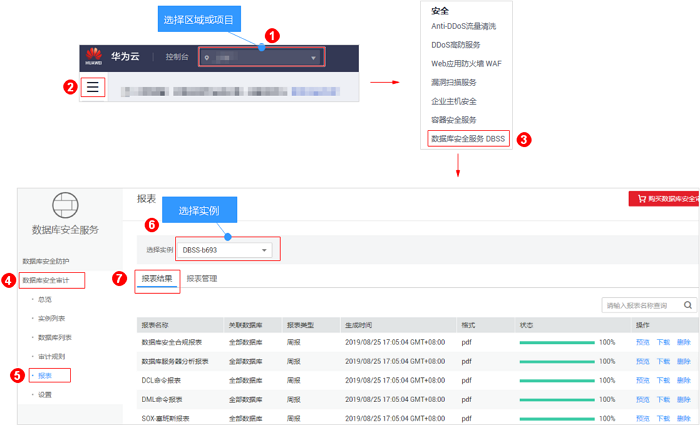 选择区域或项目
1
HUAWEI
华为云
控制台
2
安全
Anti-DDoS流量清洗
DDoS高防服务
Web应用防火墙 WAF
漏洞扫描服务
企业主机安全
容器安全服务
数据库安全服务 DBSS
3
数据库安全服务
数据库安全防护
4
数据库安全审计
· 总览
· 实例列表
· 数据库列表
· 审计规则
5
· 报表
· 设置
报表
购买数据库安全审
选择实例
6
选择实例 DBSS-b693
7
报表结果 报表管理
请输入报表名称查询
报表名称 关联数据库 报表类型 生成时间 格式 状态 操作
数据库安全合规报表 全部数据库 周报 2019/08/25 17:05:04 GMT+08:00 pdf 100% 预览 下载 删除
数据库服务器分析报表 全部数据库 周报 2019/08/25 17:05:04 GMT+08:00 pdf 100% 预览 下载 删除
DCL命令报表 全部数据库 周报 2019/08/25 17:05:04 GMT+08:00 pdf 100% 预览 下载 删除
DML命令报表 全部数据库 周报 2019/08/25 17:05:04 GMT+08:00 pdf 100% 预览 下载 删除
SOX-塞班斯报表 全部数据库 周报 2019/08/25 17:05:04 GMT+08:00 pdf 100% 预览 下载 删除